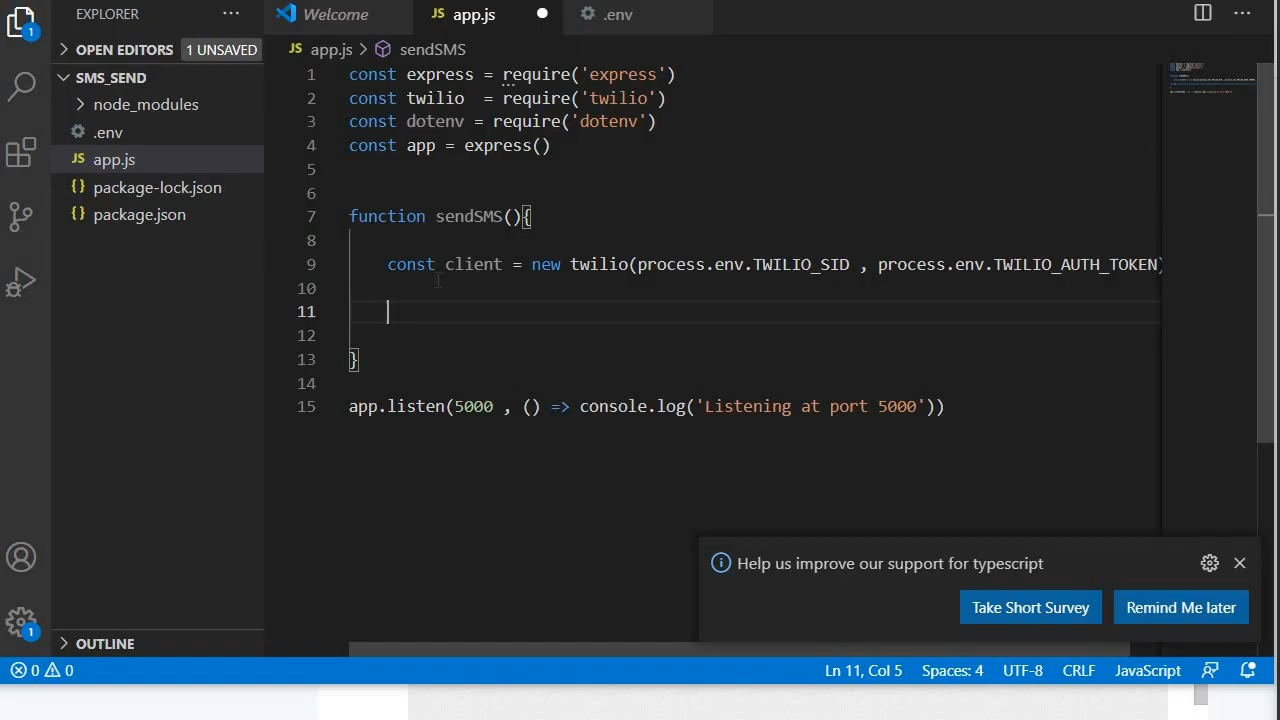 EXPLORER
···
Welcome
JS app.js
.env
···
1
OPEN EDITORS 1 UNSAVED
JS app.js > sendSMS
SMS_SEND
node_modules
.env
JS app.js
{} package-lock.json
{} package.json
1 const express = require('express')
2 const twilio  = require('twilio')
3 const dotenv = require('dotenv')
4 const app = express()
5
6
7 function sendSMS(){
8
9 const client = new twilio(process.env.TWILIO_SID , process.env.TWILIO_AUTH_TOKEN)
10
11
12
13 }
14
15 app.listen(5000 , () => console.log('Listening at port 5000'))
Help us improve our support for typescript
Take Short Survey
Remind Me later
1
OUTLINE
0 0
Ln 11, Col 5
Spaces: 4
UTF-8
CRLF
JavaScript